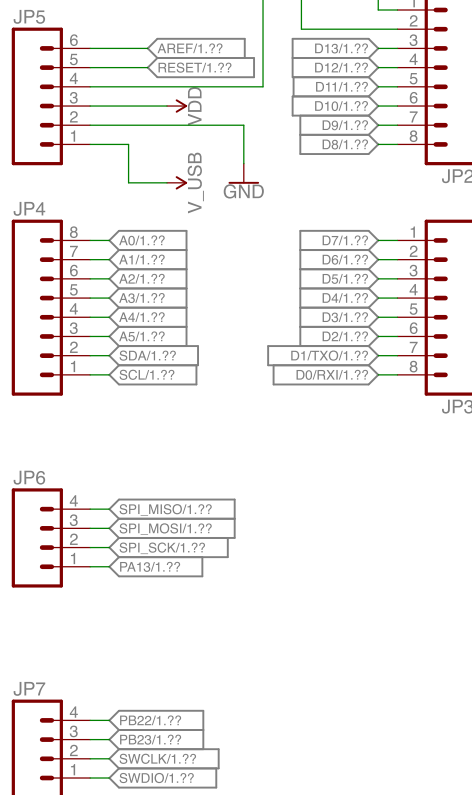 JP5
6 AREF/1.??
5 RESET/1.??
4
3 VDD
2 GND
1 V_USB
1
2
D13/1.?? 3
D12/1.?? 4
D11/1.?? 5
D10/1.?? 6
D9/1.?? 7
D8/1.?? 8
JP2
JP4
8 A0/1.??
7 A1/1.??
6 A2/1.??
5 A3/1.??
4 A4/1.??
3 A5/1.??
2 SDA/1.??
1 SCL/1.??
D7/1.?? 1
D6/1.?? 2
D5/1.?? 3
D4/1.?? 4
D3/1.?? 5
D2/1.?? 6
D1/TXO/1.?? 7
D0/RXI/1.?? 8
JP3
JP6
4 SPI_MISO/1.??
3 SPI_MOSI/1.??
2 SPI_SCK/1.??
1 PA13/1.??
JP7
4 PB22/1.??
3 PB23/1.??
2 SWCLK/1.??
1 SWDIO/1.??